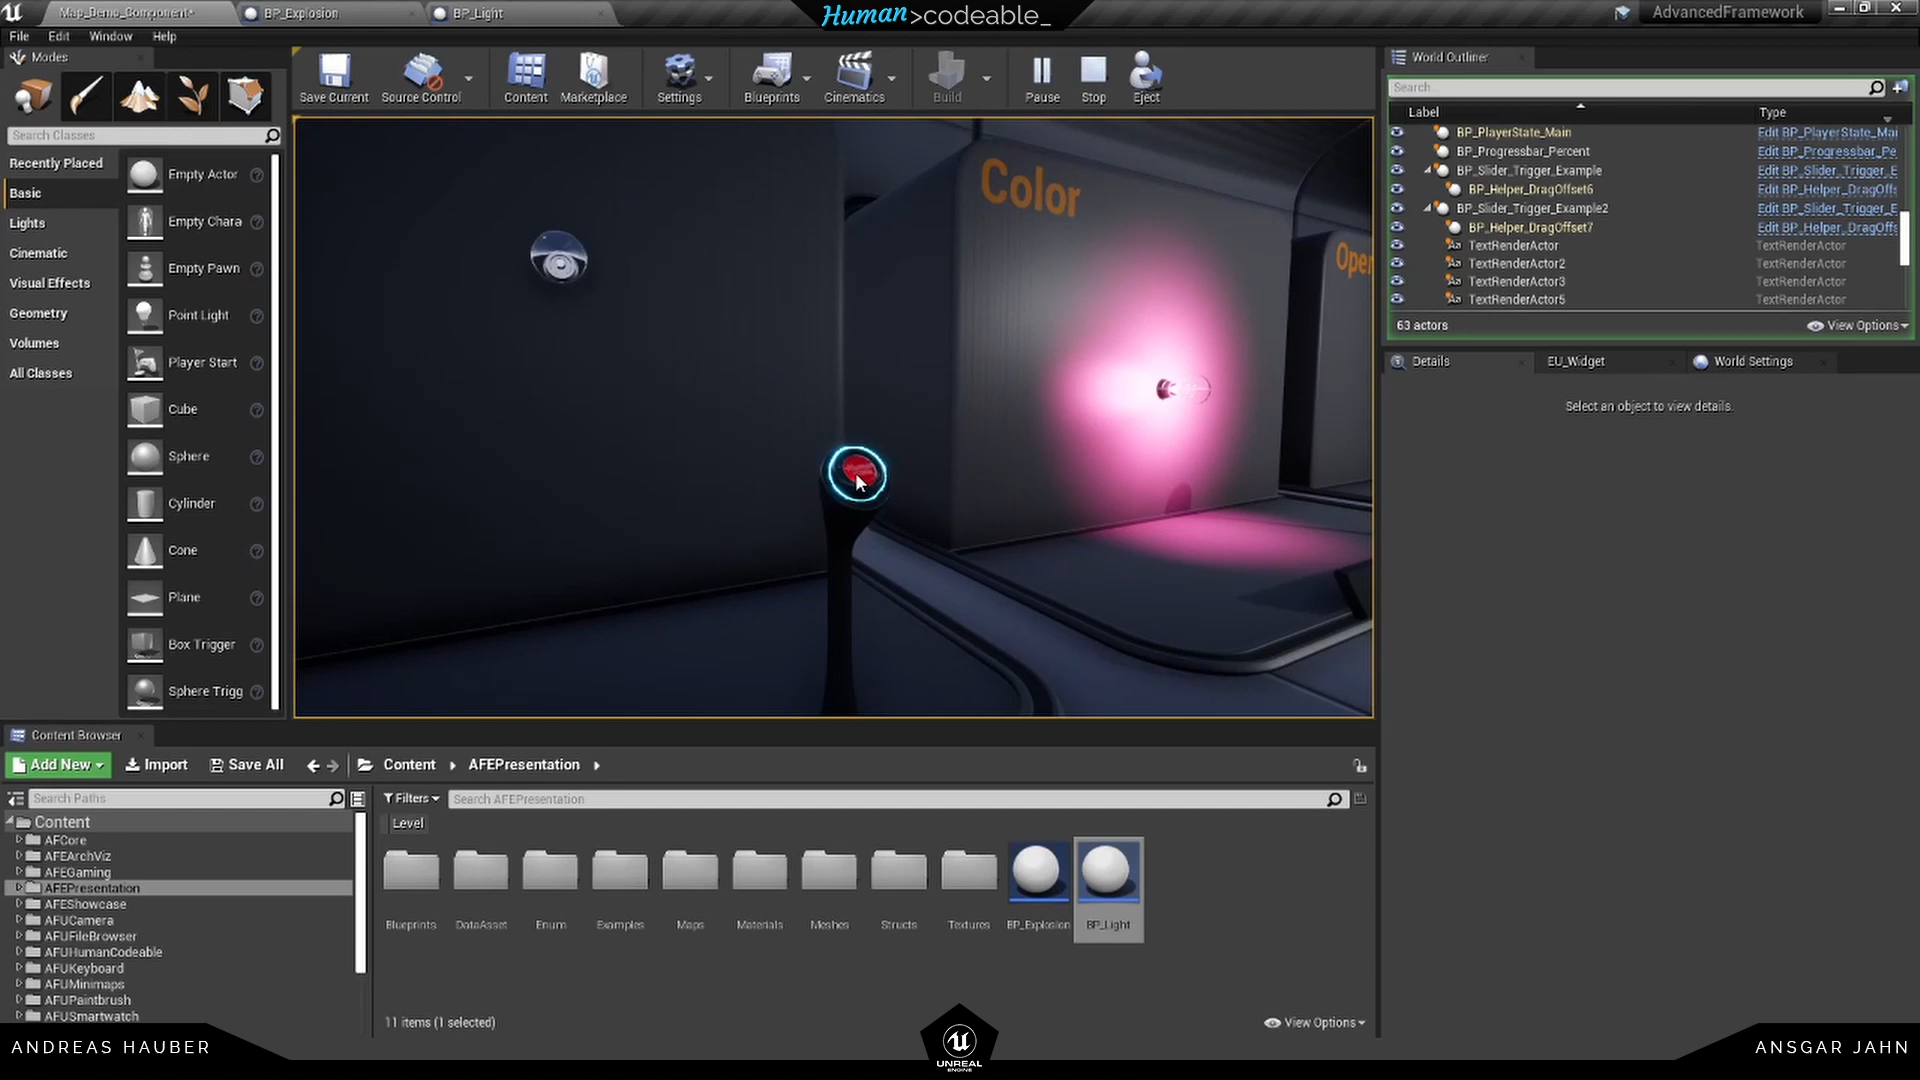 Map_Demo_Component*
BP_Explosion
BP_Light
Human>codeable_
AdvancedFramework
File
Edit
Window
Help
Modes
Save Current
Source Control
Content
Marketplace
Settings
Blueprints
Cinematics
Build
Pause
Stop
Eject
Search Classes
Recently Placed
Basic
Lights
Cinematic
Visual Effects
Geometry
Volumes
All Classes
Empty Actor
Empty Chara
Empty Pawn
Point Light
Player Start
Cube
Sphere
Cylinder
Cone
Plane
Box Trigger
Sphere Trigg
Color
Open
World Outliner
Search...
Label
Type
BP_PlayerState_Main
Edit BP_PlayerState_Mai
BP_Progressbar_Percent
Edit BP_Progressbar_Pe
BP_Slider_Trigger_Example
Edit BP_Slider_Trigger_E
BP_Helper_DragOffset6
Edit BP_Helper_DragOffs
BP_Slider_Trigger_Example2
Edit BP_Slider_Trigger_E
BP_Helper_DragOffset7
Edit BP_Helper_DragOffs
TextRenderActor
TextRenderActor
TextRenderActor2
TextRenderActor
TextRenderActor3
TextRenderActor
TextRenderActor5
TextRenderActor
63 actors
View Options
Details
EU_Widget
World Settings
Select an object to view details.
Content Browser
Add New
Import
Save All
Content
AFEPresentation
Search Paths
Filters
Search AFEPresentation
Level
Content
AFCore
AFEArchViz
AFEGaming
AFEPresentation
AFEShowcase
AFUCamera
AFUFileBrowser
AFUHumanCodeable
AFUKeyboard
AFUMinimaps
AFUPaintbrush
AFUSmartwatch
Blueprints
DataAsset
Enum
Examples
Maps
Materials
Meshes
Structs
Textures
BP_Explosion
BP_Light
11 items (1 selected)
View Options
ANDREAS HAUBER
UNREAL
ENGINE
ANSGAR JAHN